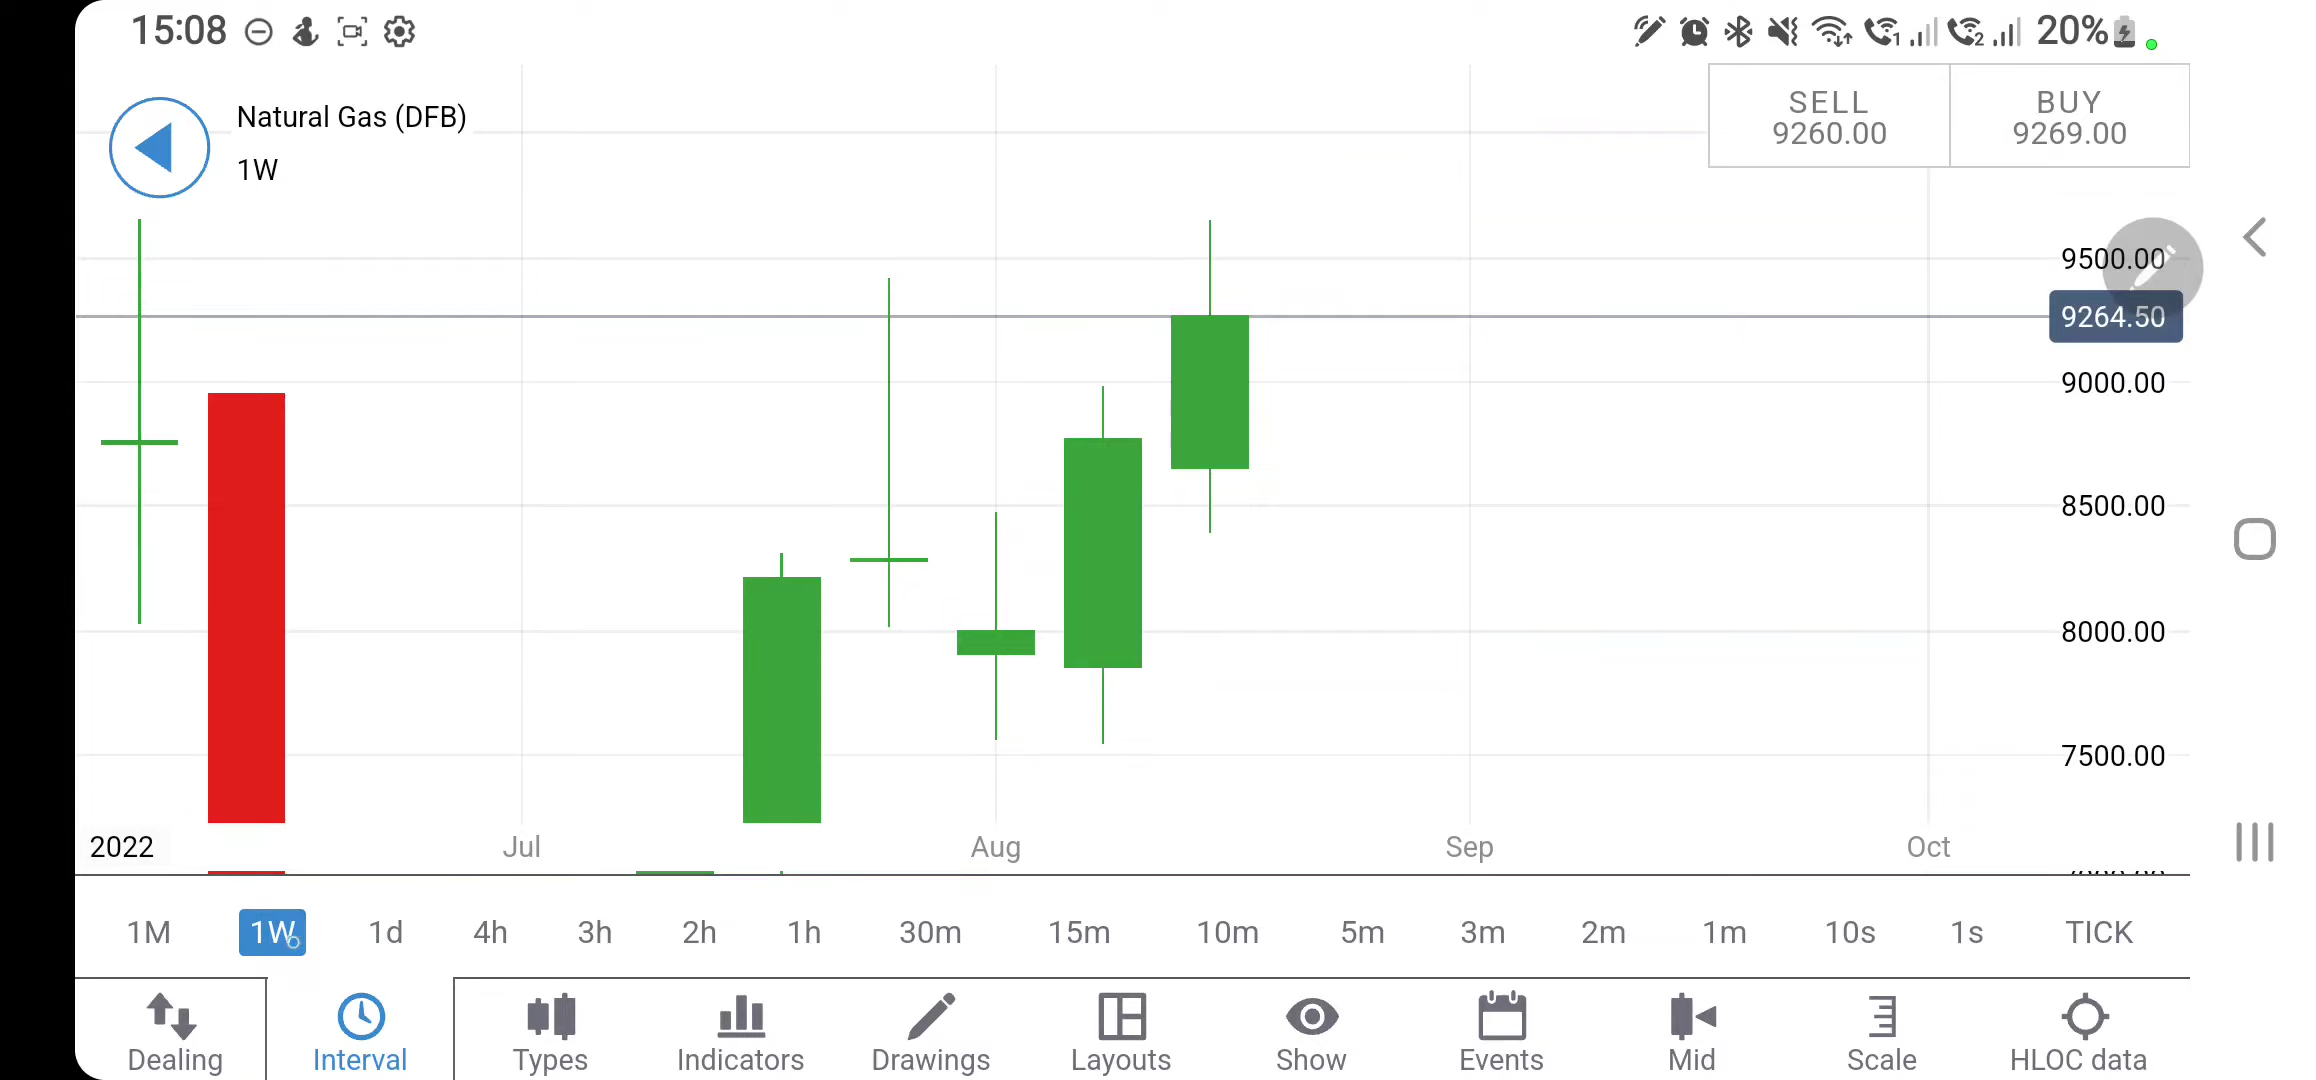 15:08
20%
Natural Gas (DFB)
1W
SELL
9260.00
BUY
9269.00
9500.00
9264.50
9000.00
8500.00
8000.00
7500.00
2022 Jul Aug Sep Oct
1M 1W 1d 4h 3h 2h 1h 30m 15m 10m 5m 3m 2m 1m 10s 1s TICK
Dealing Interval Types Indicators Drawings Layouts Show Events Mid Scale HLOC data